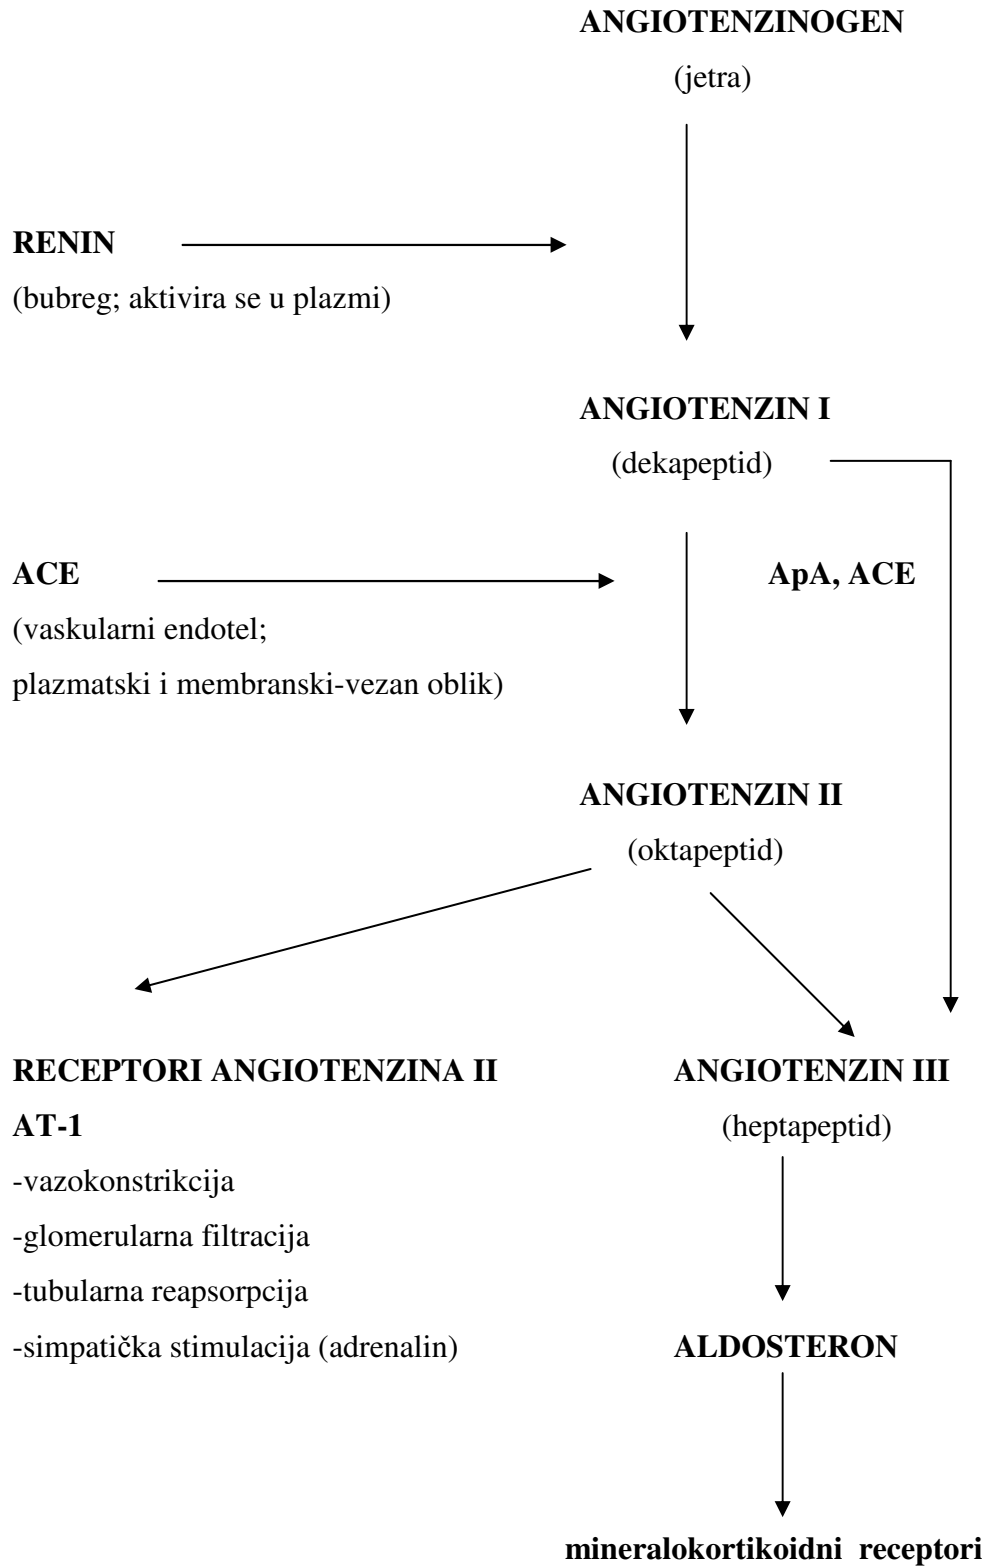 ANGIOTENZINOGEN
(jetra)
RENIN
(bubreg; aktivira se u plazmi)
ANGIOTENZIN I
(dekapeptid)
ACE
ApA, ACE
(vaskularni endotel;
plazmatski i membranski-vezan oblik)
ANGIOTENZIN II
(oktapeptid)
RECEPTORI ANGIOTENZINA II
AT-1
-vazokonstrikcija
-glomerularna filtracija
-tubularna reapsorpcija
-simpatička stimulacija (adrenalin)
ANGIOTENZIN III
(heptapeptid)
ALDOSTERON
mineralokortikoidni receptori